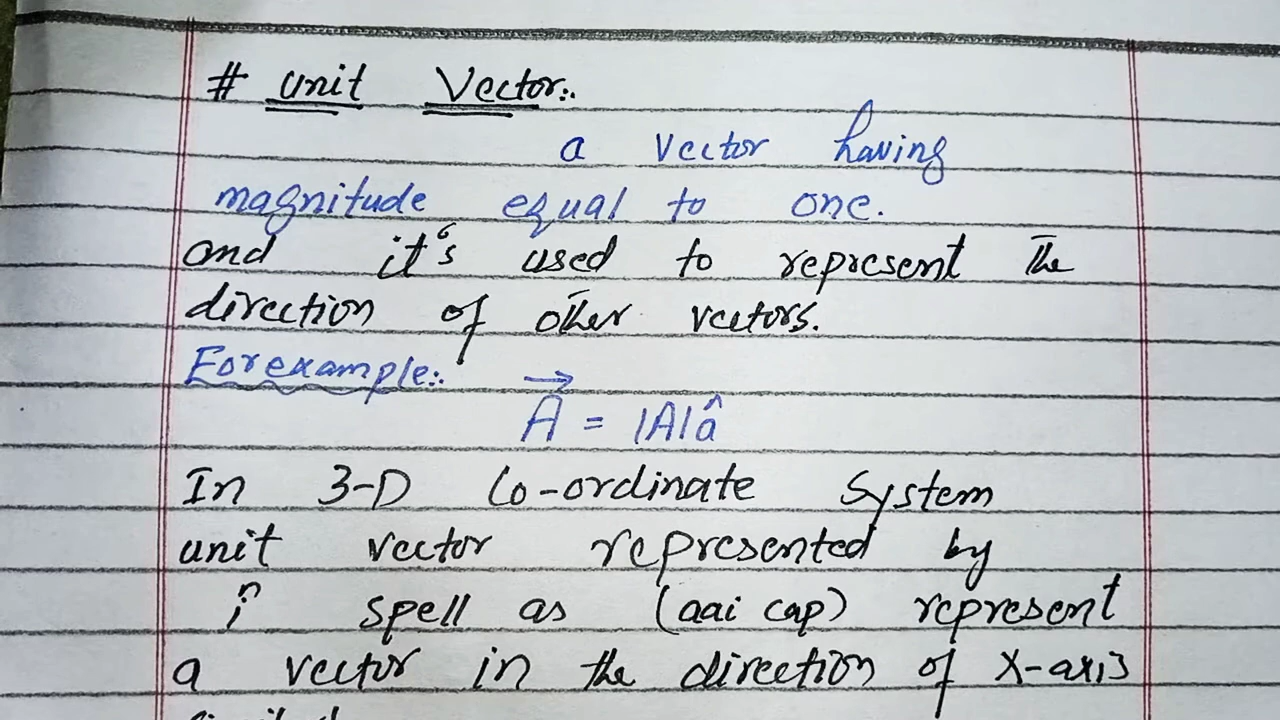 # Unit Vector:.
a vector having
magnitude equal to one.
and it's used to represent The
direction of other vectors.
For example:.
$\vec{A}$ = |A|â
In 3-D Co-ordinate System
unit vector represented by
î spell as (aai cap) represent
a vector in the direction of X-axis